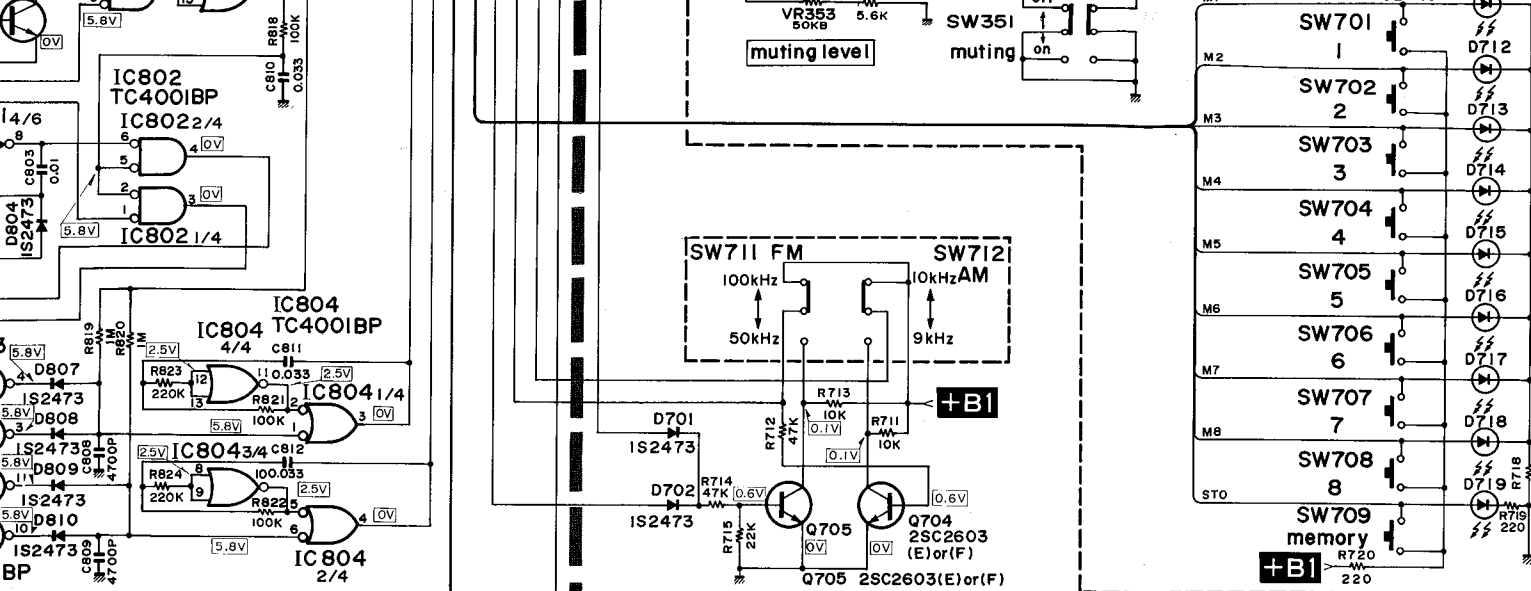 5.8V
0V
R818
100K
C810
0.033
IC802
TC4001BP
IC802 2/4
1 4/6
8
C803
0.01
6
5
4
0V
2
1
3
0V
D804
1S2473
5.8V
IC802 1/4
IC804
TC4001BP
IC804
4/4
R819
1M
R820
1M
2.5V
C811
0.033
5.8V
4
D807
1S2473
R823
220K
12
13
11
2.5V
R821
100K
IC804 1/4
2
1
3
0V
5.8V
3
D808
1S2473
5.8V
C808
4700P
IC804 3/4
C812
0.033
2.5V
5.8V
11
D809
1S2473
R824
220K
8
9
10
2.5V
R822
100K
5
6
4
0V
5.8V
10
D810
1S2473
5.8V
C809
4700P
BP
IC804
2/4
VR353
50KB
5.6K
muting level
SW351
muting
off
on
SW711 FM
SW712
AM
100kHz
50kHz
10kHz
9kHz
R713
10K
+B1
R712
47K
0.1V
R711
10K
0.1V
D701
1S2473
D702
1S2473
R714
47K
0.6V
0.6V
R715
22K
Q705
0V
0V
Q704
2SC2603
(E)or(F)
Q705 2SC2603(E)or(F)
SW701
1
D712
M2
SW702
2
D713
M3
SW703
3
D714
M4
SW704
4
D715
M5
SW705
5
D716
M6
SW706
6
D717
M7
SW707
7
D718
M8
SW708
8
D719
R718
STO
SW709
memory
R719
220
+B1
R720
220